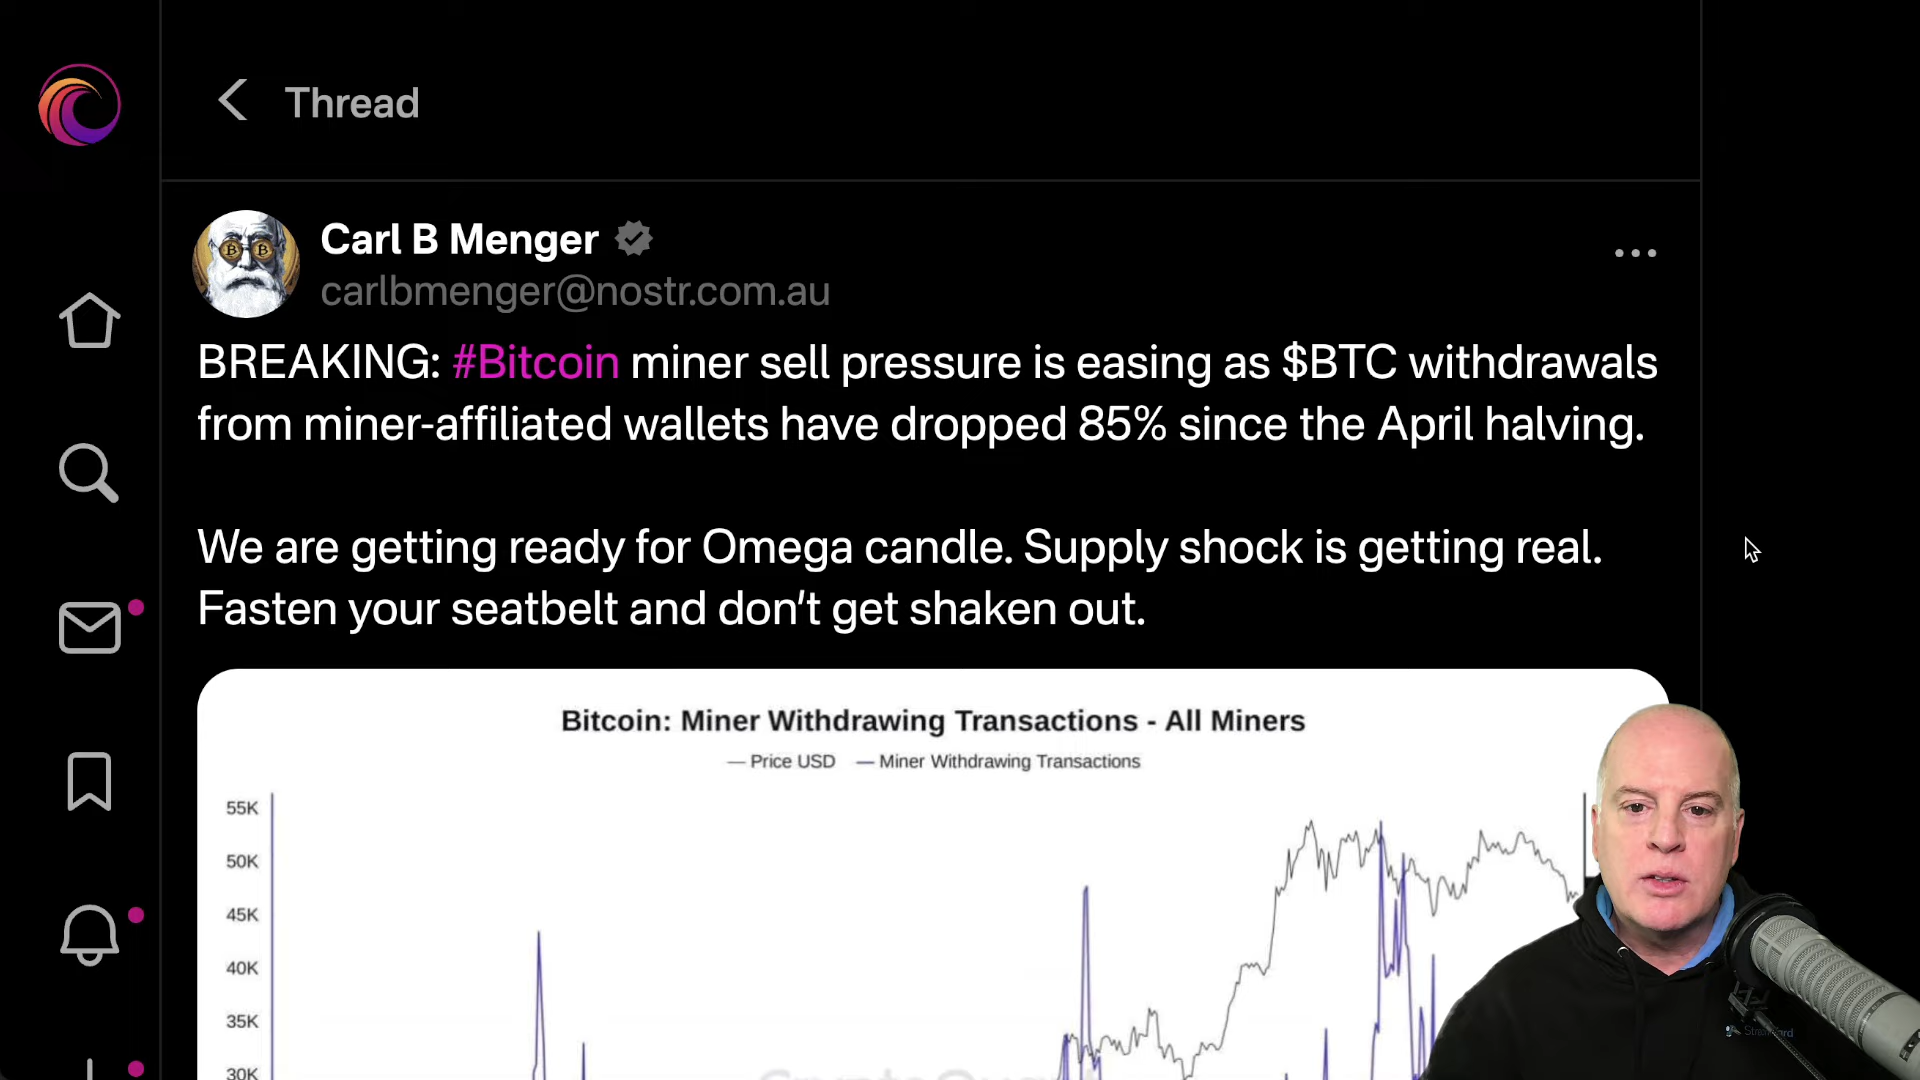 Thread
Carl B Menger
carlbmenger@nostr.com.au
BREAKING: #Bitcoin miner sell pressure is easing as $BTC withdrawals
from miner-affiliated wallets have dropped 85% since the April halving.
We are getting ready for Omega candle. Supply shock is getting real.
Fasten your seatbelt and don't get shaken out.
Bitcoin: Miner Withdrawing Transactions - All Miners
— Price USD — Miner Withdrawing Transactions
55K
50K
45K
40K
35K
30K